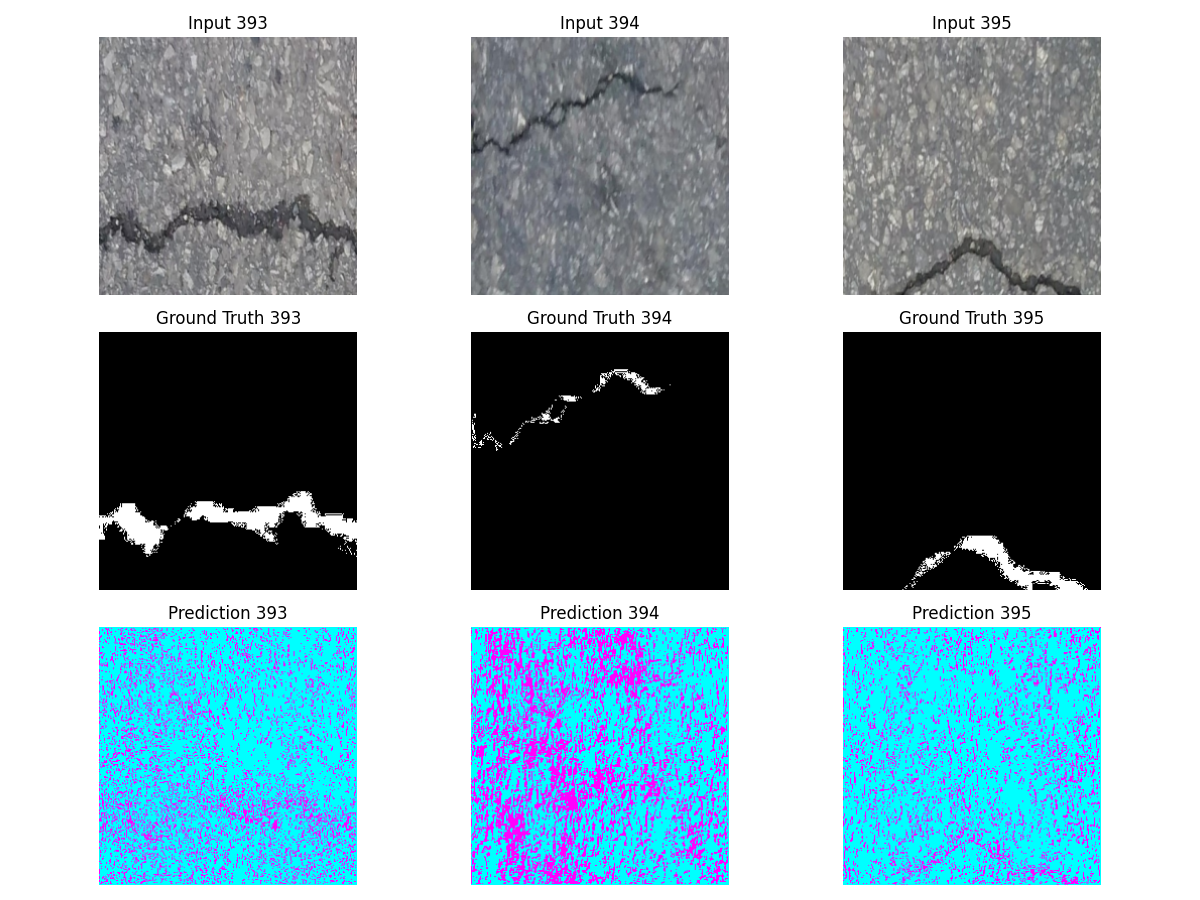 Input 393
Input 394
Input 395
Ground Truth 393
Ground Truth 394
Ground Truth 395
Prediction 393
Prediction 394
Prediction 395